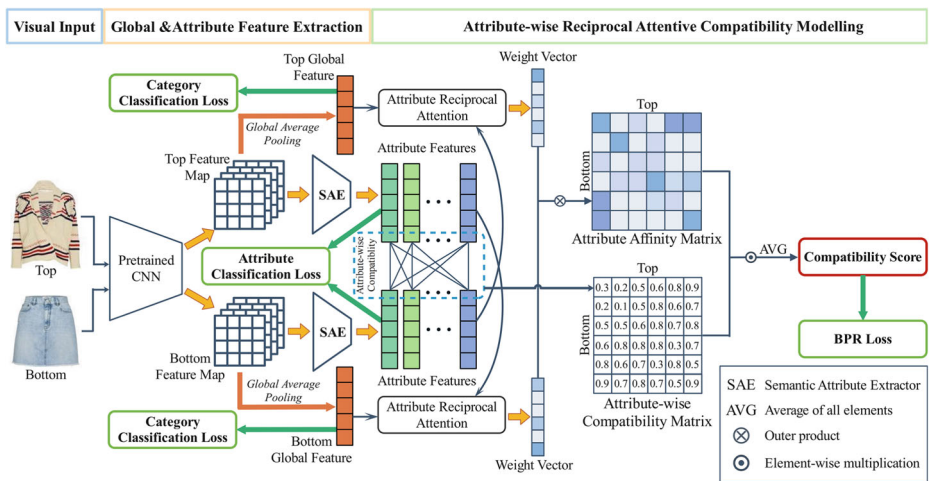 Visual Input
Global &Attribute Feature Extraction
Attribute-wise Reciprocal Attentive Compatibility Modelling
Top Global
Feature
Category
Classification Loss
Global Average
Pooling
Attribute Reciprocal
Attention
Weight Vector
Top Feature
Map
SAE
Attribute Features
Top
Bottom
Attribute Affinity Matrix
Top
Pretrained
CNN
Attribute
Classification Loss
Attribute-wise
Compatiblity
AVG
Compatibility Score
BPR Loss
Top
Bottom
0.3 0.2 0.5 0.6 0.8 0.9
0.2 0.1 0.5 0.6 0.7 0.8
0.5 0.5 0.6 0.8 0.7 0.8
0.6 0.8 0.8 0.8 0.3 0.7
0.8 0.6 0.7 0.3 0.8 0.5
0.9 0.7 0.8 0.7 0.5 0.9
Attribute-wise
Compatibility Matrix
Bottom
Bottom
Feature Map
SAE
Attribute Features
Global Average
Pooling
Attribute Reciprocal
Attention
Category
Classification Loss
Bottom
Global Feature
Weight Vector
SAE Semantic Attribute Extractor
AVG Average of all elements
Outer product
Element-wise multiplication